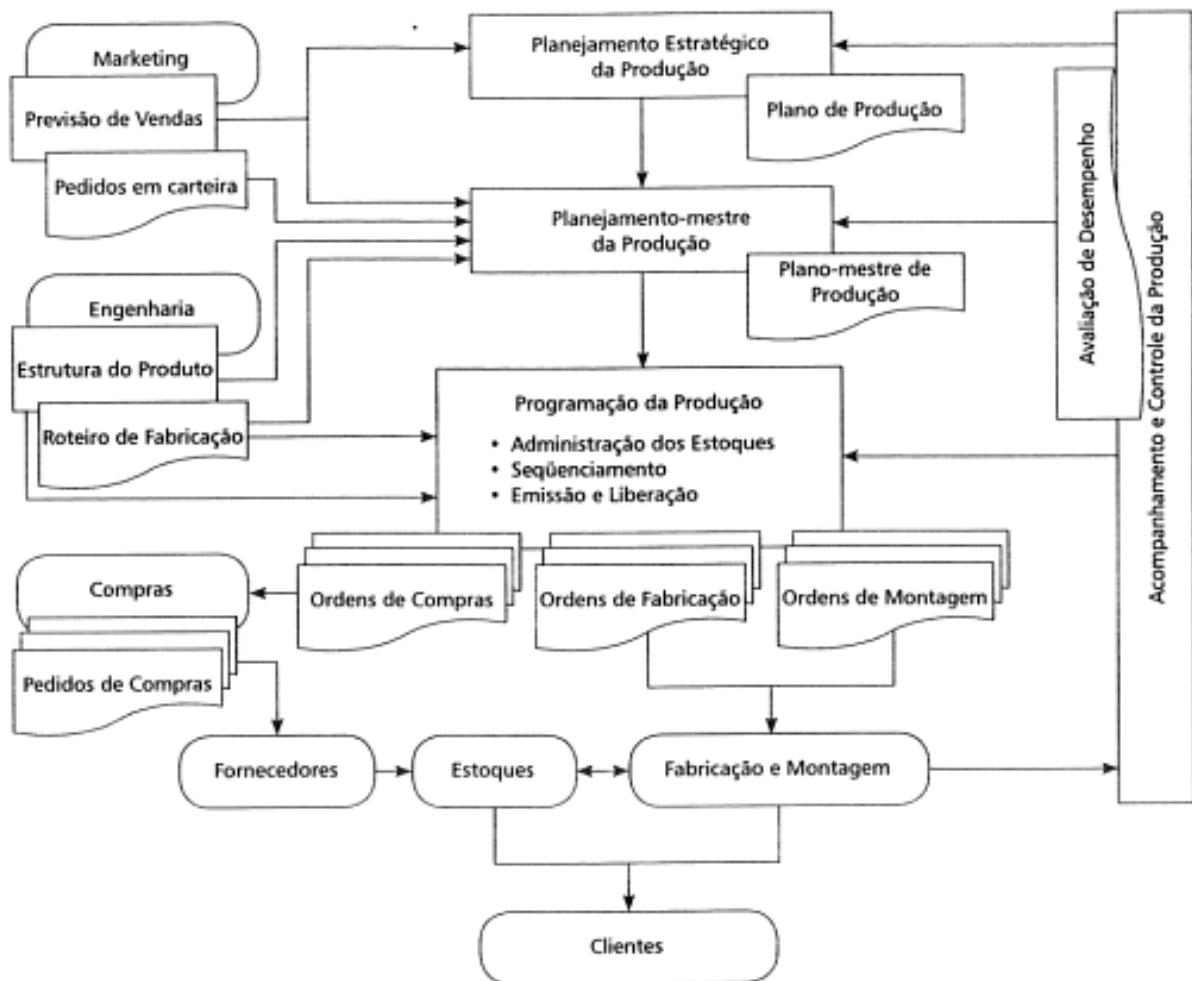 Marketing
Previsão de Vendas
Pedidos em carteira
Planejamento Estratégico
da Produção
Plano de Produção
Planejamento-mestre
da Produção
Plano-mestre de
Produção
Engenharia
Estrutura do Produto
Roteiro de Fabricação
Programação da Produção
• Administração dos Estoques
• Seqüenciamento
• Emissão e Liberação
Avaliação de Desempenho
Acompanhamento e Controle da Produção
Ordens de Compras
Ordens de Fabricação
Ordens de Montagem
Compras
Pedidos de Compras
Fornecedores
Estoques
Fabricação e Montagem
Clientes